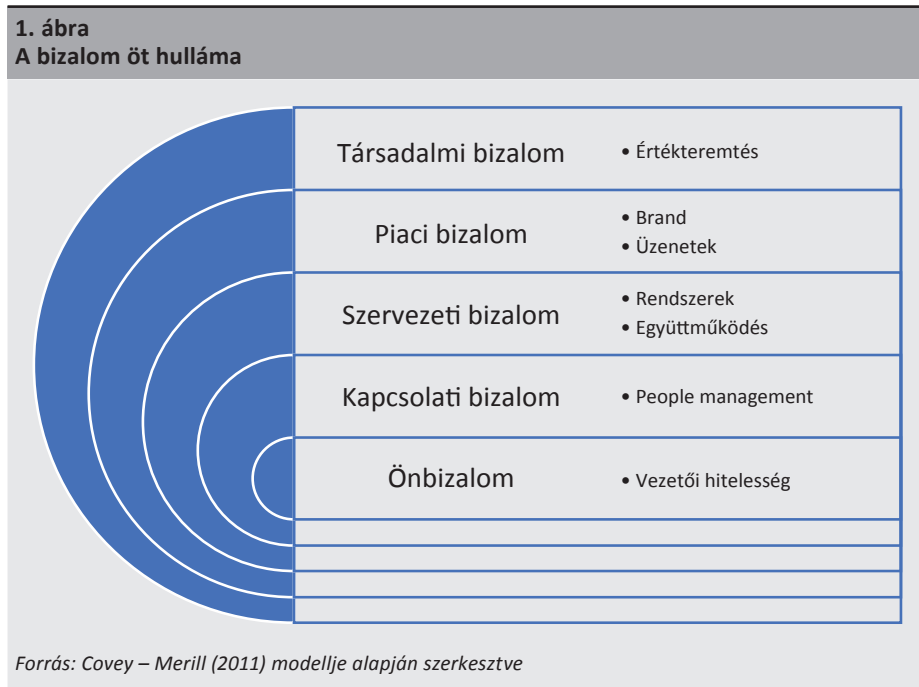 1. ábra
A bizalom öt hulláma
Társadalmi bizalom
• Értékteremtés
Piaci bizalom
• Brand
• Üzenetek
Szervezeti bizalom
• Rendszerek
• Együttműködés
Kapcsolati bizalom
• People management
Önbizalom
• Vezetői hitelesség
Forrás: Covey – Merill (2011) modellje alapján szerkesztve